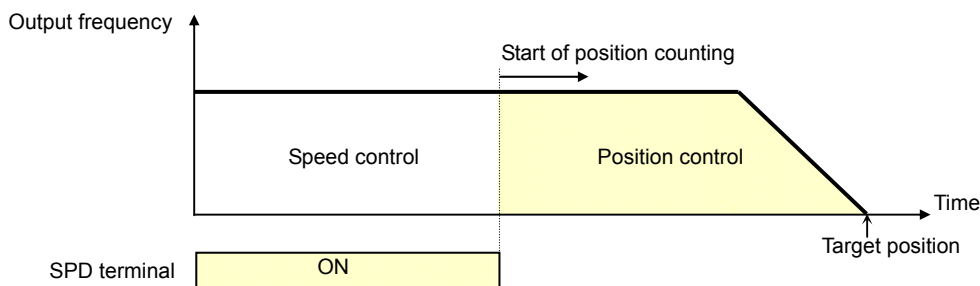 Output frequency
Start of position counting
Speed control
Position control
Time
Target position
SPD terminal
ON